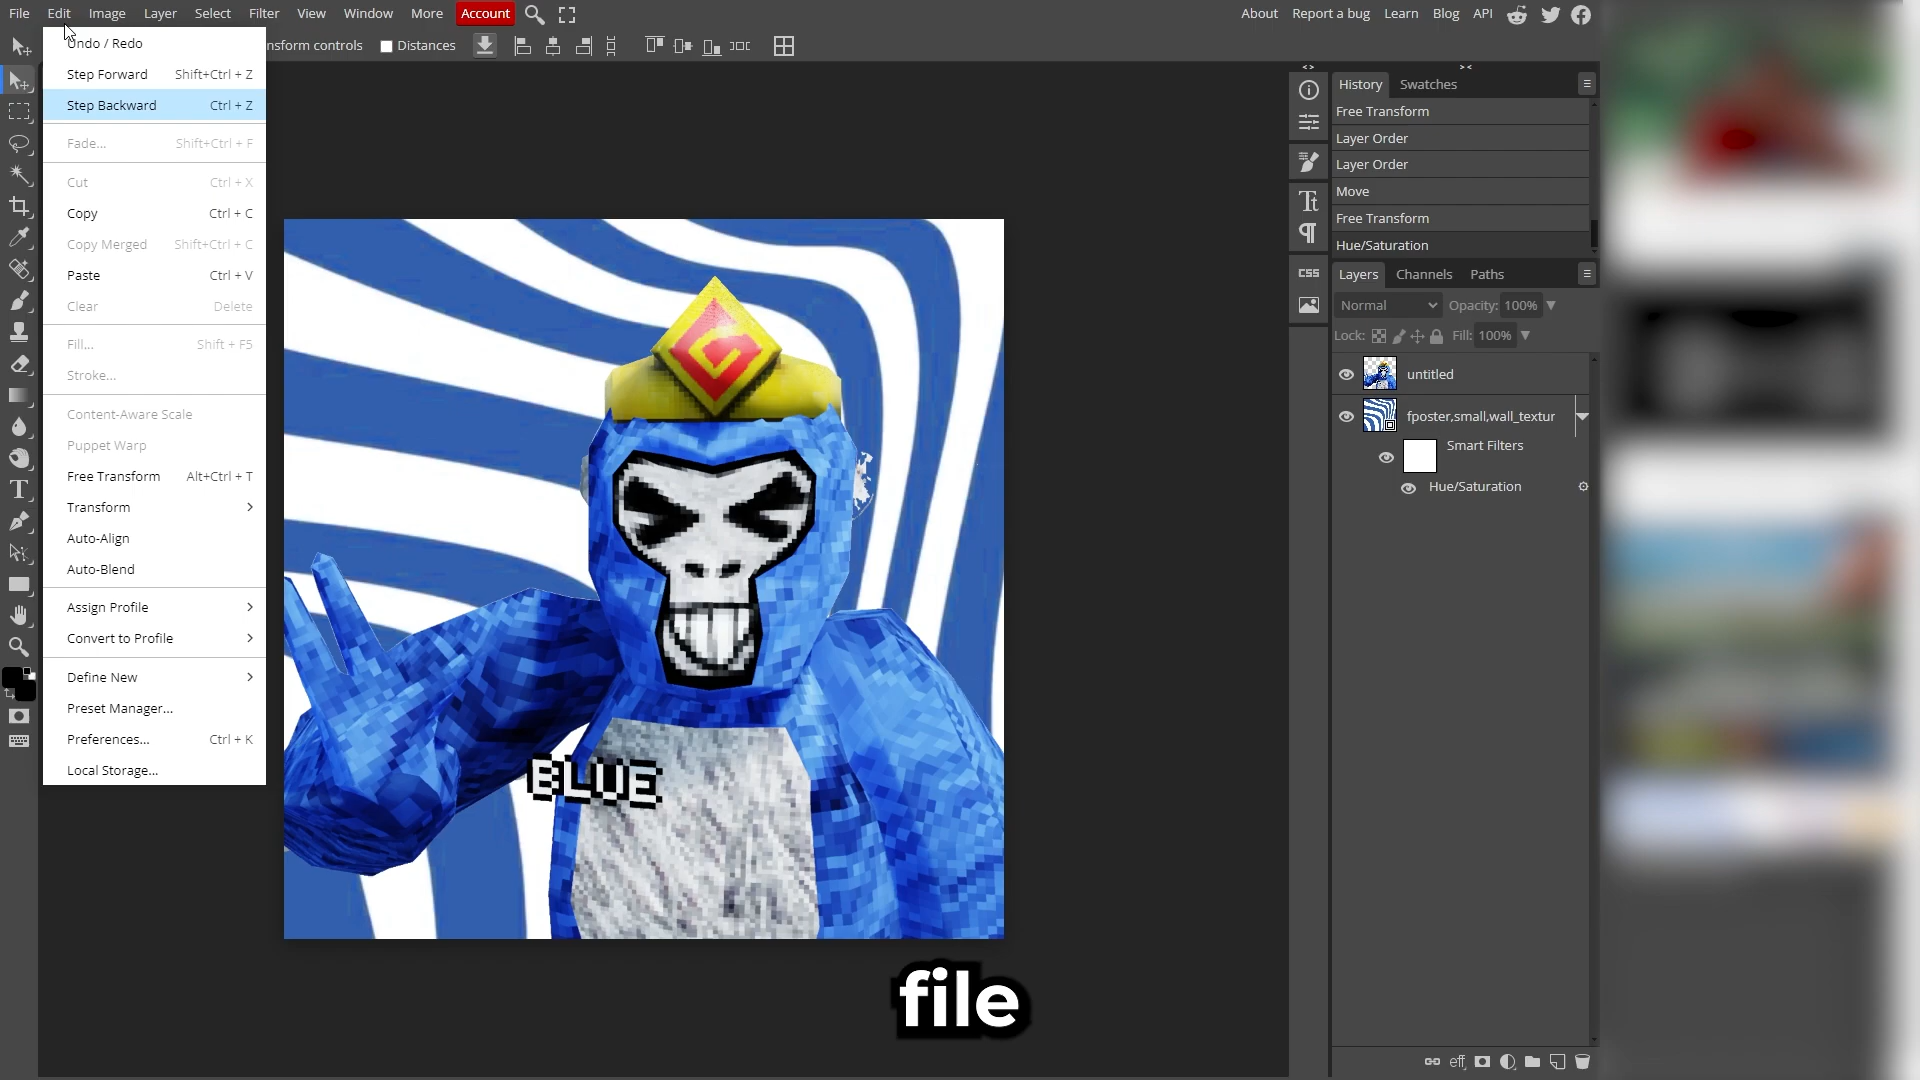 File Edit Image Layer Select Filter View Window More Account About Report a bug Learn Blog API
nsform controls Distances
Undo / Redo
Step Forward Shift+Ctrl + Z
Step Backward Ctrl + Z
Fade... Shift+Ctrl + F
Cut Ctrl + X
Copy Ctrl + C
Copy Merged Shift+Ctrl + C
Paste Ctrl + V
Clear Delete
Fill... Shift + F5
Stroke...
Content-Aware Scale
Puppet Warp
Free Transform Alt+Ctrl + T
Transform
Auto-Align
Auto-Blend
Assign Profile
Convert to Profile
Define New
Preset Manager...
Preferences... Ctrl + K
Local Storage...
BLUE
file
CSS
History Swatches
Free Transform
Layer Order
Layer Order
Move
Free Transform
Hue/Saturation
Layers Channels Paths
Normal Opacity: 100%
Lock: Fill: 100%
untitled
fposter,small,wall_textur
Smart Filters
Hue/Saturation
eff